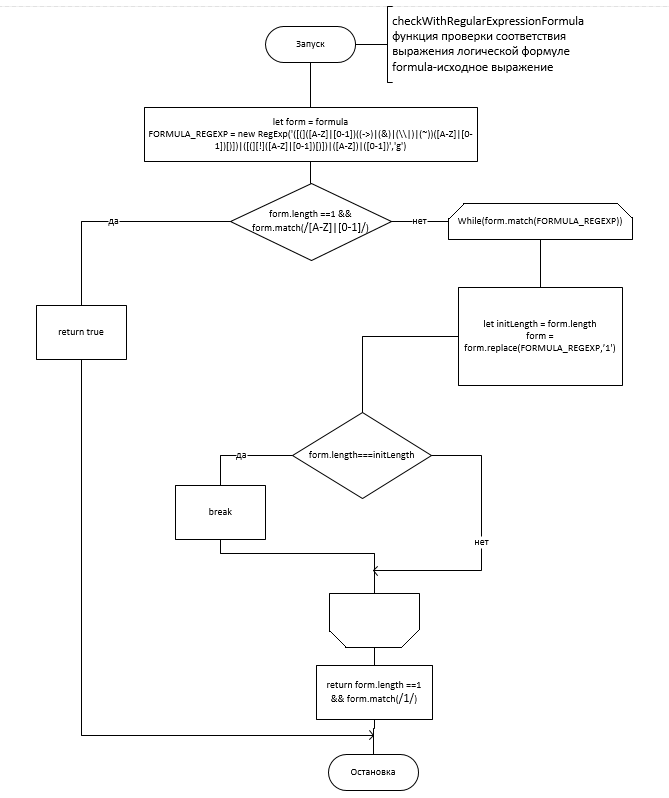 checkWithRegularExpressionFormula
функция проверки соответствия
выражения логической формуле
formula-исходное выражение
Запуск
let form = formula
FORMULA_REGEXP = new RegExp('([(]([A-Z]|[0-1])((->)|(&)|(\\|)|(~))([A-Z]|[0-
1])[)])|([(][!]([A-Z]|[0-1])[)])|([A-Z])|([0-1])','g')
form.length ==1 &&
form.match(/[A-Z]|[0-1]/)
да
нет
While(form.match(FORMULA_REGEXP))
return true
let initLength = form.length
form =
form.replace(FORMULA_REGEXP,'1')
form.length===initLength
да
break
нет
return form.length ==1
&& form.match(/1/)
Остановка